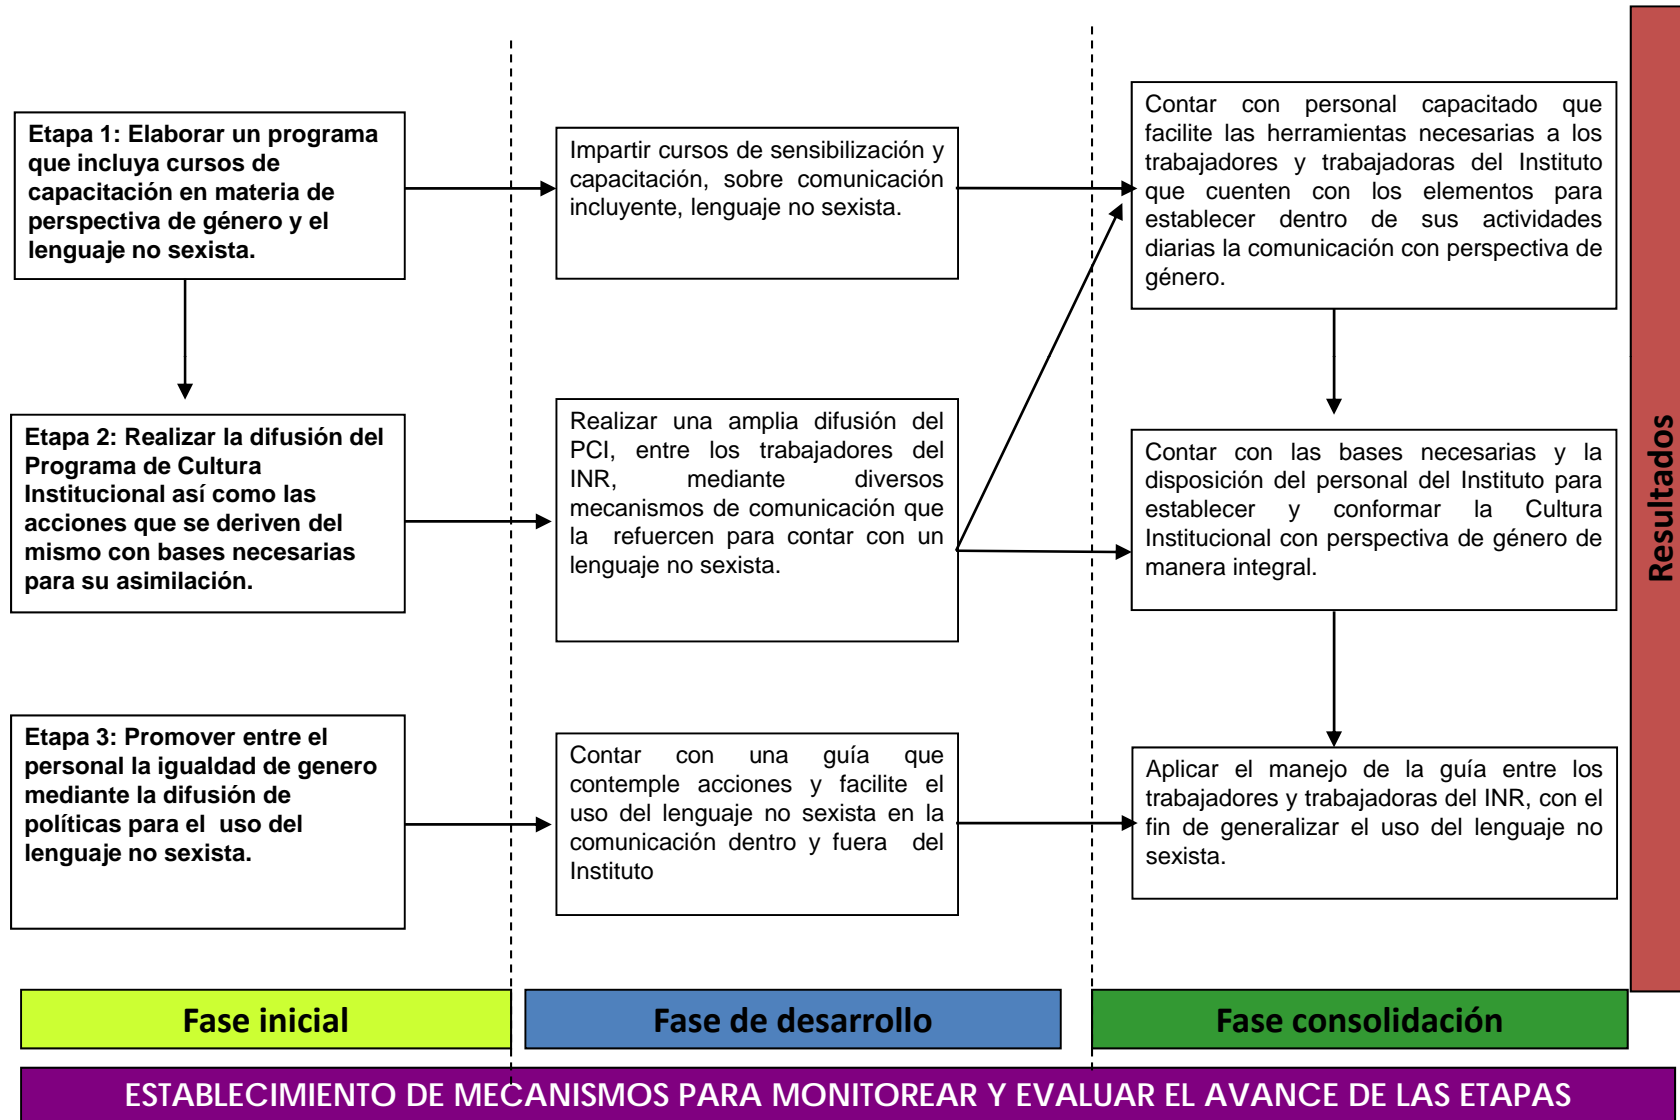 Etapa 1: Elaborar un programa
que incluya cursos de
capacitación en materia de
perspectiva de género y el
lenguaje no sexista.
Impartir cursos de sensibilización y
capacitación, sobre comunicación
incluyente, lenguaje no sexista.
Contar con personal capacitado que
facilite las herramientas necesarias a los
trabajadores y trabajadoras del Instituto
que cuenten con los elementos para
establecer dentro de sus actividades
diarias la comunicación con perspectiva de
género.
Etapa 2: Realizar la difusión del
Programa de Cultura
Institucional así como las
acciones que se deriven del
mismo con bases necesarias
para su asimilación.
Realizar una amplia difusión del
PCI, entre los trabajadores del
INR, mediante diversos
mecanismos de comunicación que
la refuercen para contar con un
lenguaje no sexista.
Contar con las bases necesarias y la
disposición del personal del Instituto para
establecer y conformar la Cultura
Institucional con perspectiva de género de
manera integral.
Etapa 3: Promover entre el
personal la igualdad de genero
mediante la difusión de
políticas para el uso del
lenguaje no sexista.
Contar con una guía que
contemple acciones y facilite el
uso del lenguaje no sexista en la
comunicación dentro y fuera del
Instituto
Aplicar el manejo de la guía entre los
trabajadores y trabajadoras del INR, con el
fin de generalizar el uso del lenguaje no
sexista.
Resultados
Fase inicial
Fase de desarrollo
Fase consolidación
ESTABLECIMIENTO DE MECANISMOS PARA MONITOREAR Y EVALUAR EL AVANCE DE LAS ETAPAS